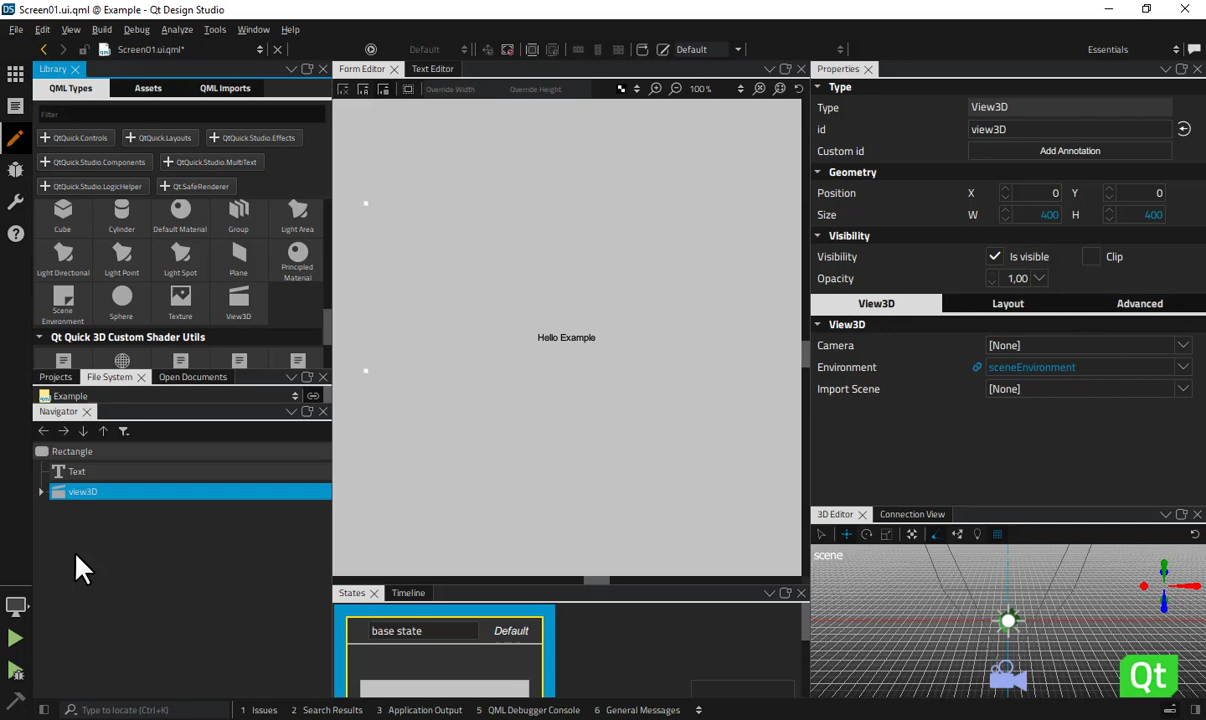 DS Screen01.ui.qml @ Example - Qt Design Studio
File Edit View Build Debug Analyze Tools Window Help
Screen01.ui.qml* Default Default Essentials
Library
QML Types Assets QML Imports
Filter
QtQuick.Controls QtQuick.Layouts QtQuick.Studio.Effects
QtQuick.Studio.Components QtQuick.Studio.MultiText
QtQuick.Studio.LogicHelper Qt.SafeRenderer
Cube Cylinder Default Material Group Light Area
Light Directional Light Point Light Spot Plane Principled Material
Scene Environment Sphere Texture View3D
Qt Quick 3D Custom Shader Utils
Projects File System Open Documents
Example
Navigator
Rectangle
Text
view3D
Form Editor Text Editor
Override Width Override Height 100 %
Hello Example
States Timeline
base state Default
Properties
Type
Type View3D
id view3D
Custom id Add Annotation
Geometry
Position X 0 Y 0
Size W 400 H 400
Visibility
Visibility Is visible Clip
Opacity 1,00
View3D Layout Advanced
View3D
Camera [None]
Environment sceneEnvironment
Import Scene [None]
3D Editor Connection View
scene
Qt
Type to locate (Ctrl+K) 1 Issues 2 Search Results 3 Application Output 5 QML Debugger Console 6 General Messages